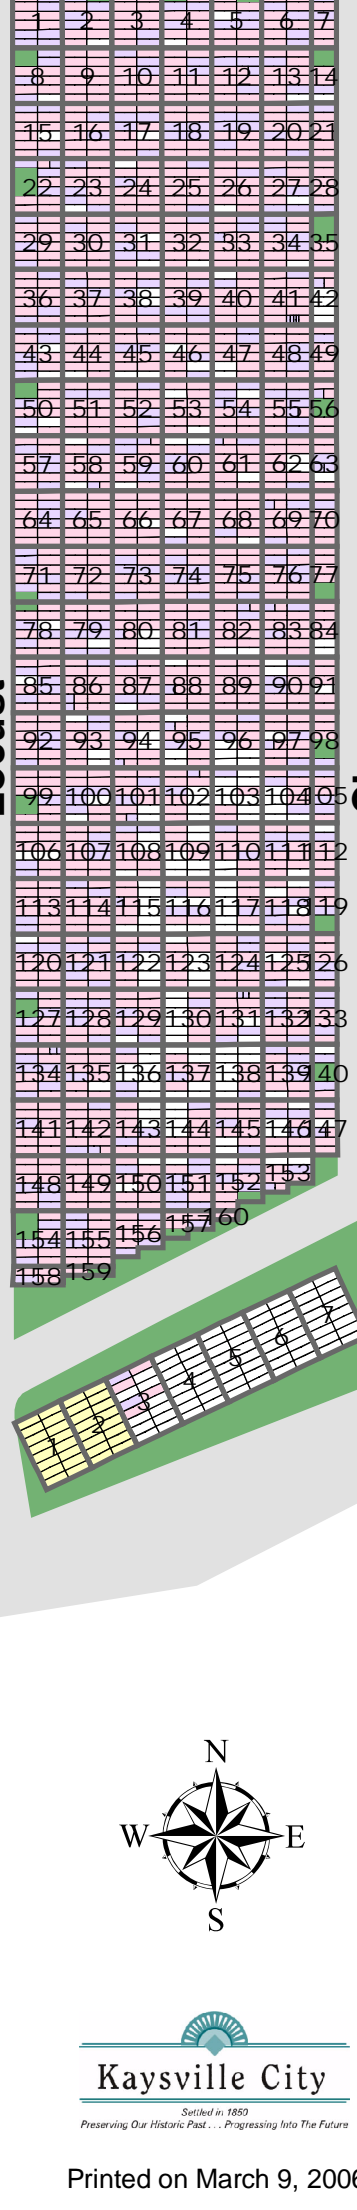 1 2 3 4 5 6 7
8 9 10 11 12 13 14
15 16 17 18 19 20 21
22 23 24 25 26 27 28
29 30 31 32 33 34 35
36 37 38 39 40 41 42
43 44 45 46 47 48 49
50 51 52 53 54 55 56
57 58 59 60 61 62 63
64 65 66 67 68 69 70
71 72 73 74 75 76 77
78 79 80 81 82 83 84
85 86 87 88 89 90 91
92 93 94 95 96 97 98
99 100 101 102 103 104 105
106 107 108 109 110 111 112
113 114 115 116 117 118 119
120 121 122 123 124 125 126
127 128 129 130 131 132 133
134 135 136 137 138 139 140
141 142 143 144 145 146 147
148 149 150 151 152 153
154 155 156 157 160
158 159
1 2 3 4 5 6 7
N
W E
S
Kaysville City
Settled in 1850
Preserving Our Historic Past . . . Progressing Into The Future
Printed on March 9, 2006